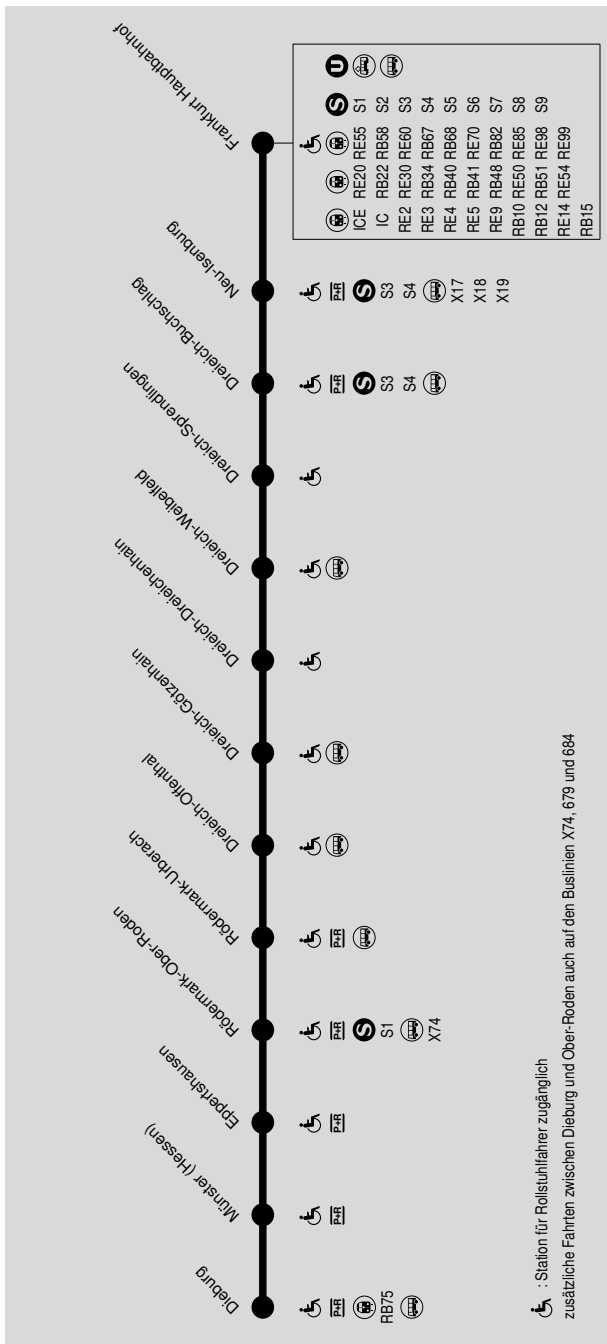 Dieburg
Münster (Hessen)
Eppertshausen
Rödermark-Ober-Roden
Rödermark-Urberach
Dreieich-Offenthal
Dreieich-Götzenhain
Dreieich-Dreieichenhain
Dreieich-Weibelfeld
Dreieich-Sprendlingen
Dreieich-Buchschlag
Neu-Isenburg
Frankfurt Hauptbahnhof
P+R
RB75
P+R
P+R
P+R
S
S1
X74
P+R
P+R
S
S3
S4
P+R
S
S3
S4
X17
X18
X19
S U
ICE RE20 RE55 S1
IC RB22 RB58 S2
RE2 RE30 RE60 S3
RE3 RB34 RB67 S4
RE4 RB40 RB68 S5
RE5 RB41 RE70 S6
RE9 RB48 RB82 S7
RB10 RE50 RE85 S8
RB12 RB51 RE98 S9
RE14 RE54 RE99
RB15
: Station für Rollstuhlfahrer zugänglich
zusätzliche Fahrten zwischen Dieburg und Ober-Roden auch auf den Buslinien X74, 679 und 684